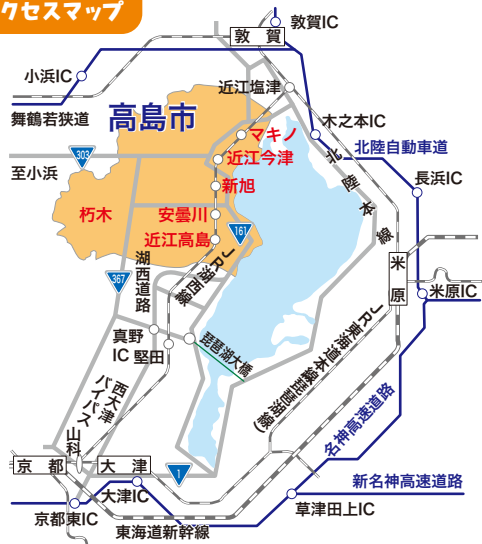 クセスマップ
敦賀IC
敦賀
小浜IC
近江塩津
舞鶴若狭道
高島市
木之本IC
マキノ
北陸自動車道
303
近江今津
至小浜
北陸本線
長浜IC
新旭
朽木
安曇川
161
近江高島
JR湖西線
湖西道路
367
米原
米原IC
真野IC
堅田
琵琶湖大橋
JR東海道本線(琵琶湖線)
西大津バイパス
名神高速道路
山科
京都
大津
1
新名神高速道路
大津IC
草津田上IC
京都東IC
東海道新幹線